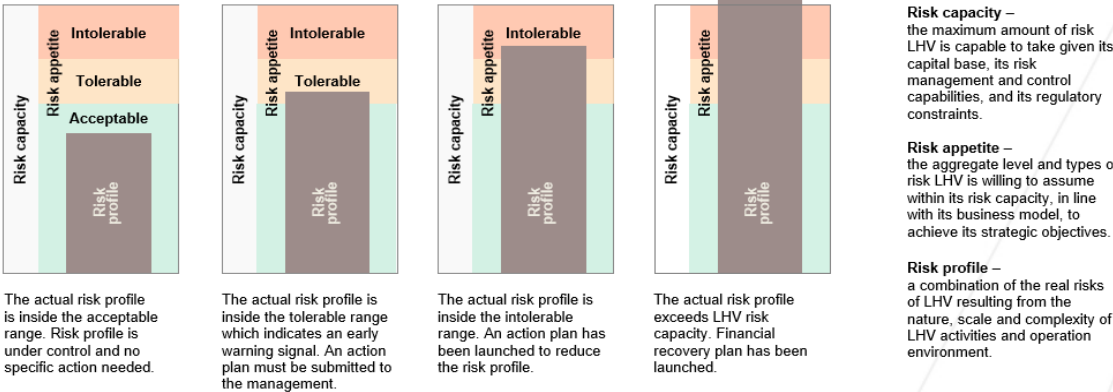 Risk capacity
Risk appetite
Intolerable
Tolerable
Acceptable
Risk
profile
The actual risk profile
is inside the acceptable
range. Risk profile is
under control and no
specific action needed.
Risk capacity
Risk appetite
Intolerable
Tolerable
Risk
profile
The actual risk profile is
inside the tolerable range
which indicates an early
warning signal. An action
plan must be submitted to
the management.
Risk capacity
Risk appetite
Intolerable
Risk
profile
The actual risk profile is
inside the intolerable
range. An action plan has
been launched to reduce
the risk profile.
Risk capacity
Risk appetite
Risk
profile
The actual risk profile
exceeds LHV risk
capacity. Financial
recovery plan has been
launched.
Risk capacity –
the maximum amount of risk
LHV is capable to take given its
capital base, its risk
management and control
capabilities, and its regulatory
constraints.
Risk appetite –
the aggregate level and types o
risk LHV is willing to assume
within its risk capacity, in line
with its business model, to
achieve its strategic objectives.
Risk profile –
a combination of the real risks
of LHV resulting from the
nature, scale and complexity of
LHV activities and operation
environment.